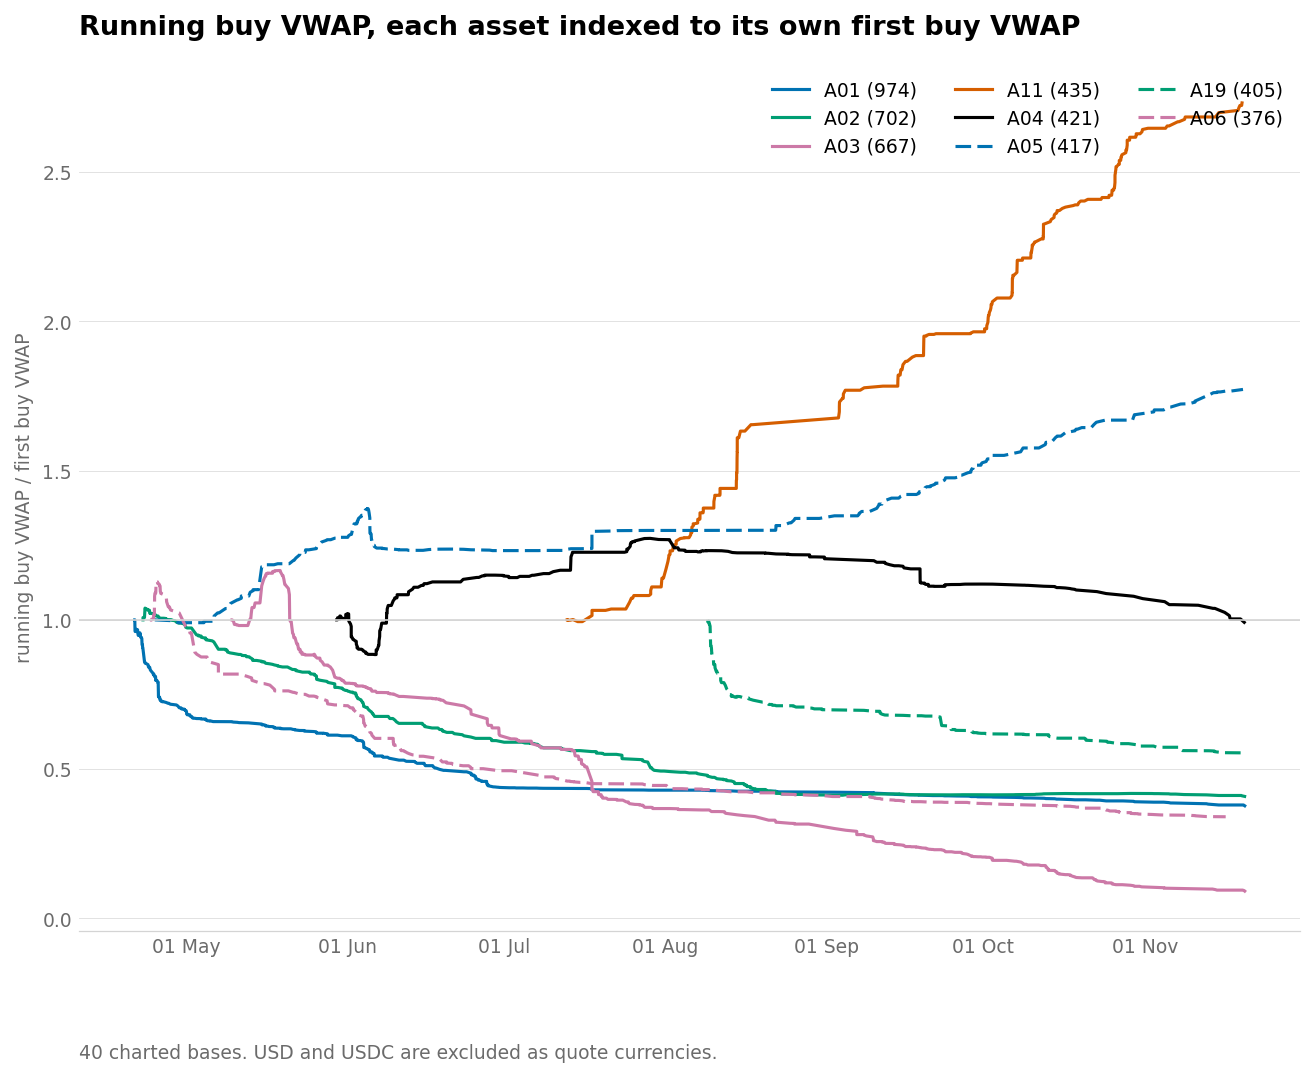 Running buy VWAP, each asset indexed to its own first buy VWAP
A01 (974) A11 (435) A19 (405)
A02 (702) A04 (421) A06 (376)
A03 (667) A05 (417)
running buy VWAP / first buy VWAP
2.5
2.0
1.5
1.0
0.5
0.0
01 May 01 Jun 01 Jul 01 Aug 01 Sep 01 Oct 01 Nov
40 charted bases. USD and USDC are excluded as quote currencies.